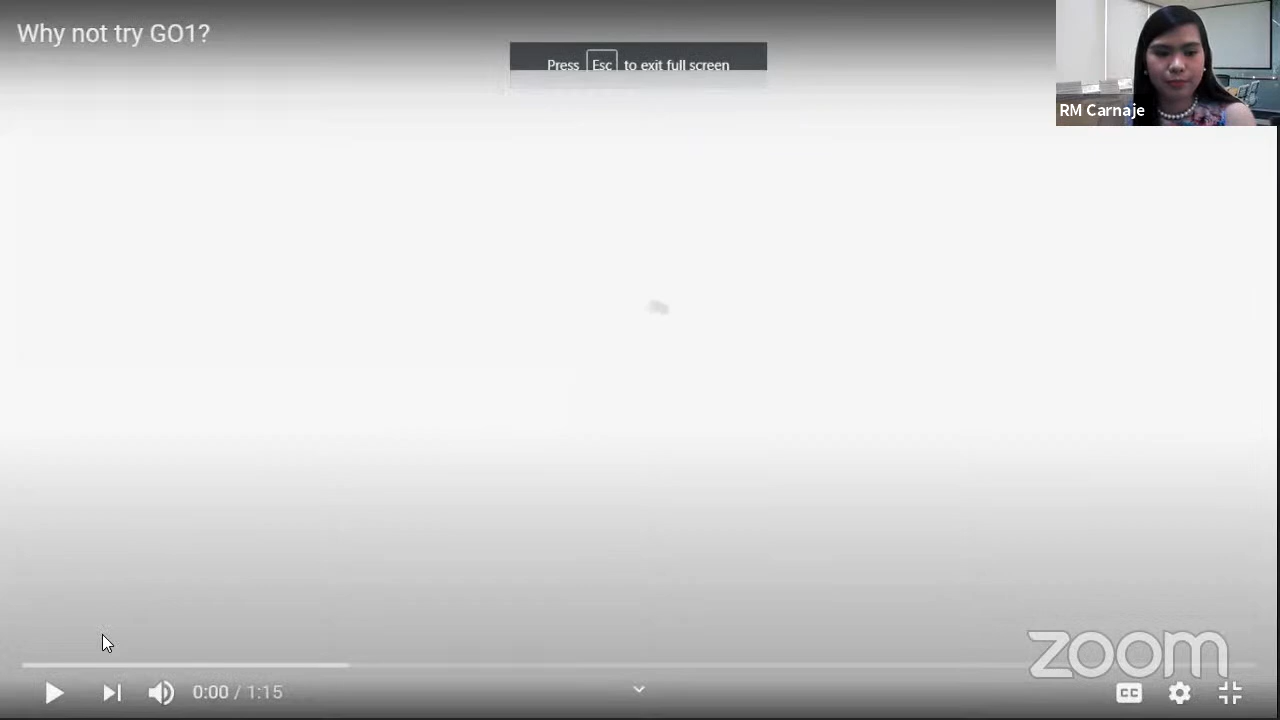 Why not try GO1?
Press Esc to exit full screen
RM Carnaje
zoom
0:00 / 1:15
CC